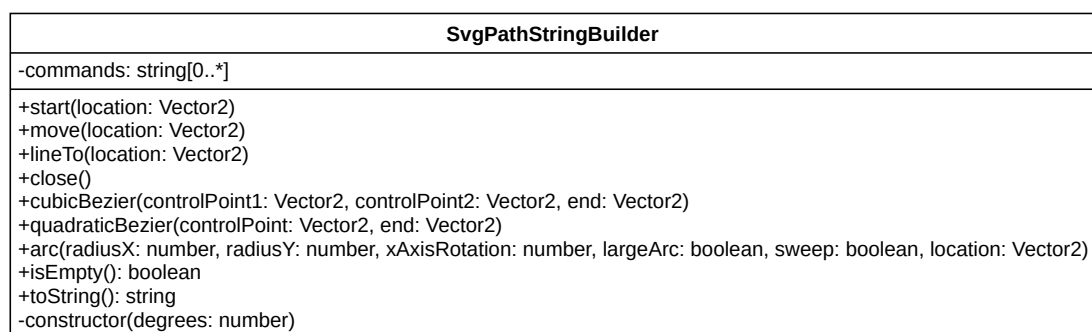 SvgPathStringBuilder
-commands: string[0..*]
+start(location: Vector2)
+move(location: Vector2)
+lineTo(location: Vector2)
+close()
+cubicBezier(controlPoint1: Vector2, controlPoint2: Vector2, end: Vector2)
+quadraticBezier(controlPoint: Vector2, end: Vector2)
+arc(radiusX: number, radiusY: number, xAxisRotation: number, largeArc: boolean, sweep: boolean, location: Vector2)
+isEmpty(): boolean
+toString(): string
-constructor(degrees: number)